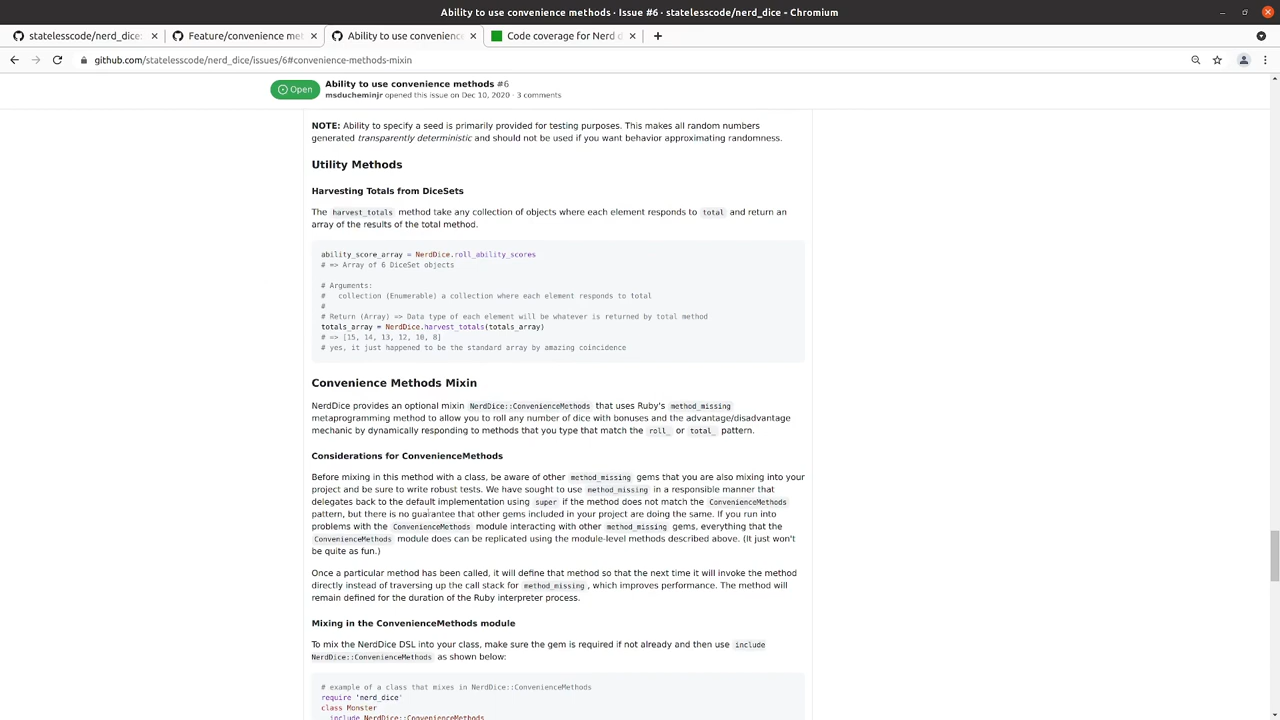 Ability to use convenience methods · Issue #6 · statelesscode/nerd_dice - Chromium
statelesscode/nerd_dice:
Feature/convenience met
Ability to use convenience
Code coverage for Nerd d
github.com/statelesscode/nerd_dice/issues/6#convenience-methods-mixin
Open
Ability to use convenience methods #6
msducheminjr opened this issue on Dec 10, 2020 · 3 comments
NOTE: Ability to specify a seed is primarily provided for testing purposes. This makes all random numbers
generated transparently deterministic and should not be used if you want behavior approximating randomness.
Utility Methods
Harvesting Totals from DiceSets
The harvest_totals method take any collection of objects where each element responds to total and return an
array of the results of the total method.
ability_score_array = NerdDice.roll_ability_scores
# => Array of 6 DiceSet objects
# Arguments:
#   collection (Enumerable) a collection where each element responds to total
#
# Return (Array) => Data type of each element will be whatever is returned by total method
totals_array = NerdDice.harvest_totals(totals_array)
# => [15, 14, 13, 12, 10, 8]
# yes, it just happened to be the standard array by amazing coincidence
Convenience Methods Mixin
NerdDice provides an optional mixin NerdDice::ConvenienceMethods that uses Ruby's method_missing
metaprogramming method to allow you to roll any number of dice with bonuses and the advantage/disadvantage
mechanic by dynamically responding to methods that you type that match the roll_ or total_ pattern.
Considerations for ConvenienceMethods
Before mixing in this method with a class, be aware of other method_missing gems that you are also mixing into your
project and be sure to write robust tests. We have sought to use method_missing in a responsible manner that
delegates back to the default implementation using super if the method does not match the ConvenienceMethods
pattern, but there is no guarantee that other gems included in your project are doing the same. If you run into
problems with the ConvenienceMethods module interacting with other method_missing gems, everything that the
ConvenienceMethods module does can be replicated using the module-level methods described above. (It just won't
be quite as fun.)
Once a particular method has been called, it will define that method so that the next time it will invoke the method
directly instead of traversing up the call stack for method_missing, which improves performance. The method will
remain defined for the duration of the Ruby interpreter process.
Mixing in the ConvenienceMethods module
To mix the NerdDice DSL into your class, make sure the gem is required if not already and then use include
NerdDice::ConvenienceMethods as shown below:
# example of a class that mixes in NerdDice::ConvenienceMethods
require 'nerd_dice'
class Monster
include NerdDice::ConvenienceMethods